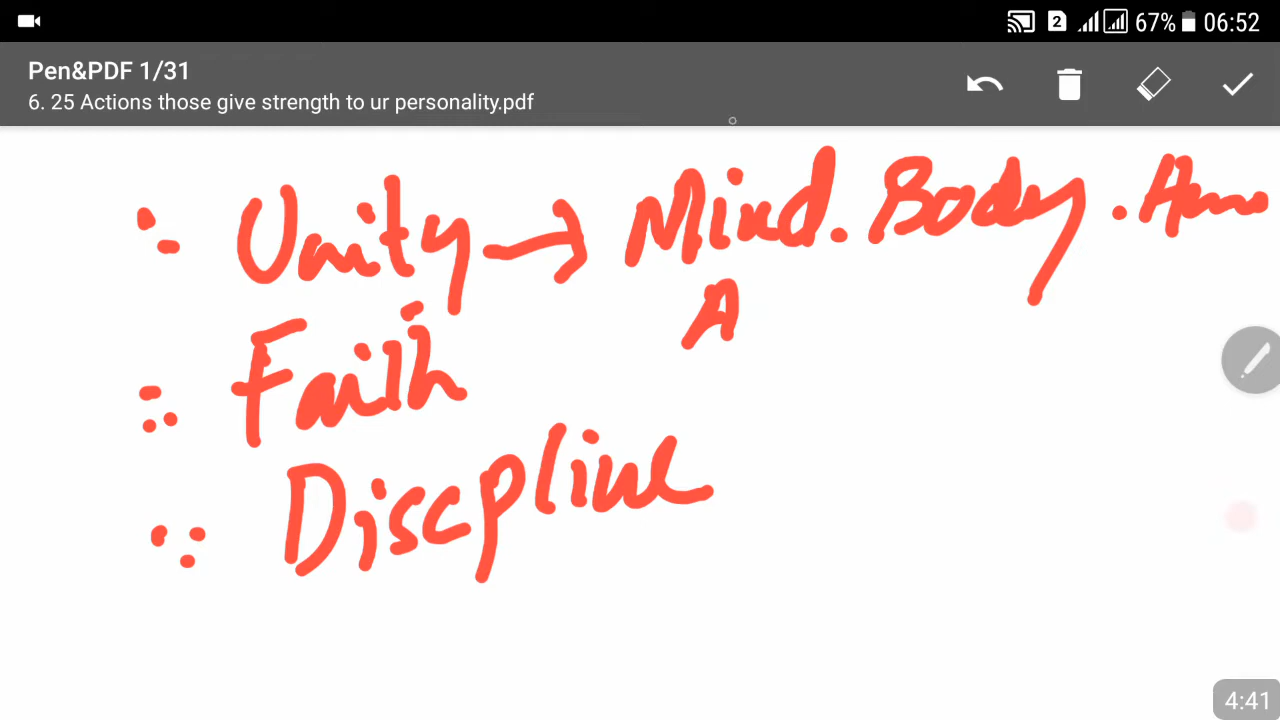 2 67% 06:52
Pen&PDF 1/31
6. 25 Actions those give strength to ur personality.pdf
Unity → Mind. Body.
A
Faith
Discpline
4:41